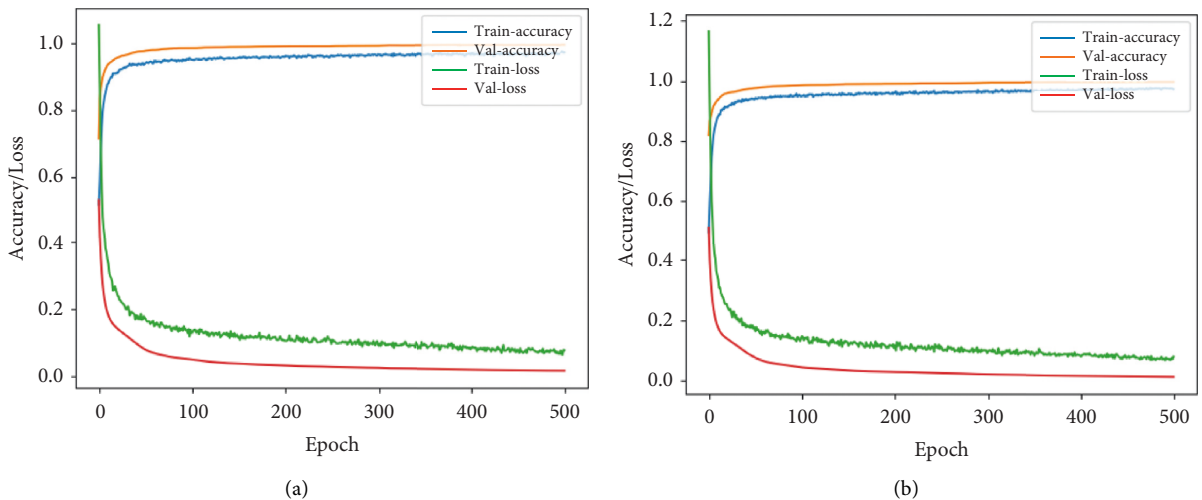 Train-accuracy
Val-accuracy
Train-loss
Val-loss
1.0
0.8
0.6
0.4
0.2
0.0
Accuracy/Loss
0 100 200 300 400 500
Epoch
(a)
Train-accuracy
Val-accuracy
Train-loss
Val-loss
1.2
1.0
0.8
0.6
0.4
0.2
0.0
Accuracy/Loss
0 100 200 300 400 500
Epoch
(b)